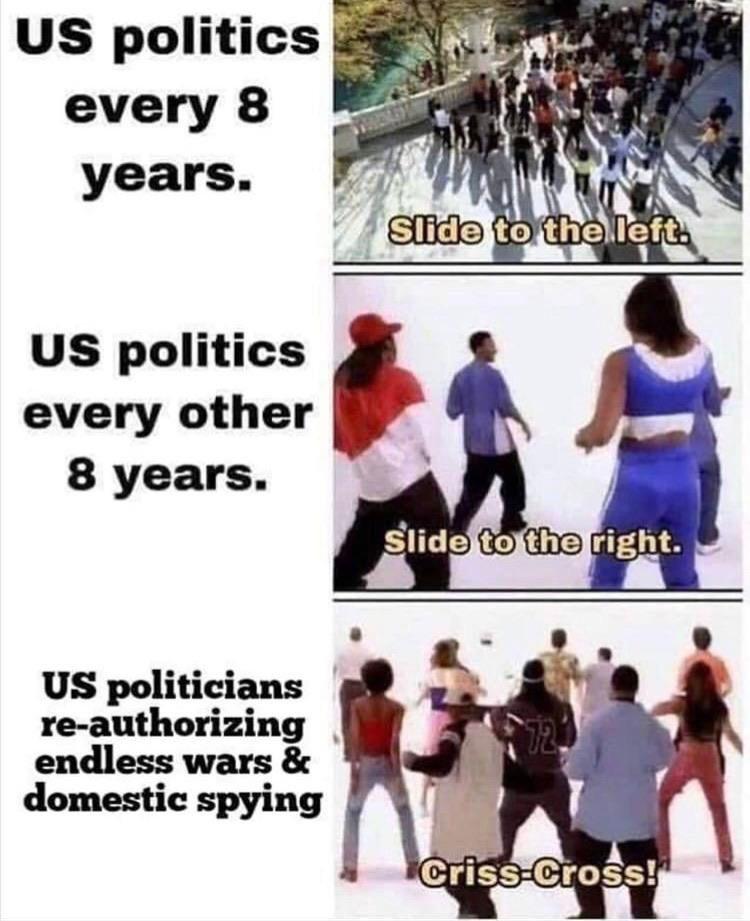 US politics
every 8
years.
Slide to the left.
US politics
every other
8 years.
Slide to the right.
US politicians
re-authorizing
endless wars &
domestic spying
72
Criss-Cross!